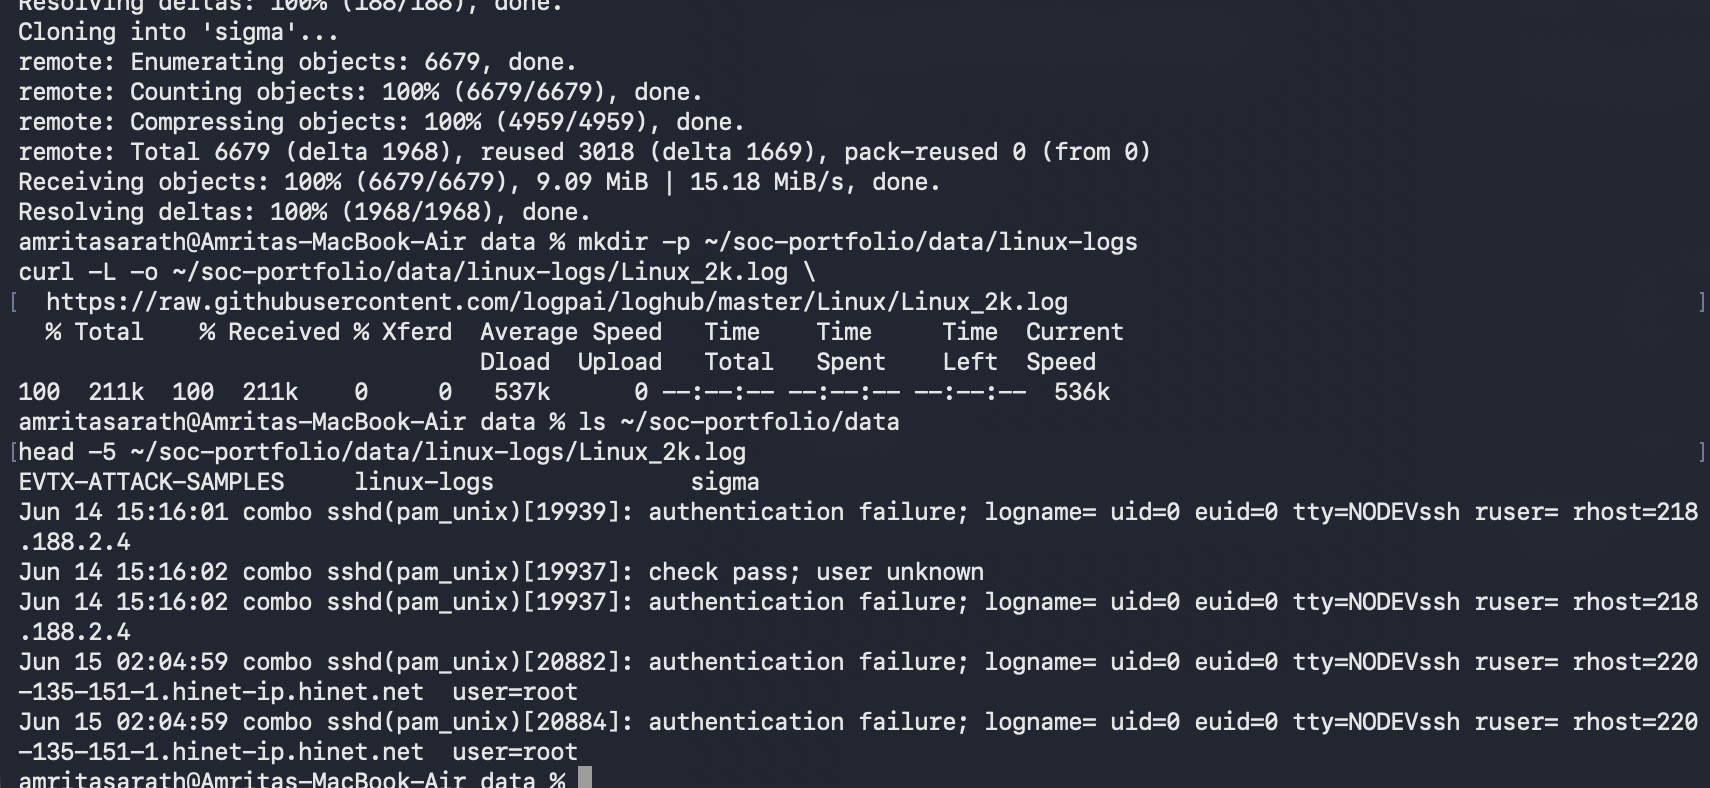 Resolving deltas: 100% (188/188), done.
Cloning into 'sigma'...
remote: Enumerating objects: 6679, done.
remote: Counting objects: 100% (6679/6679), done.
remote: Compressing objects: 100% (4959/4959), done.
remote: Total 6679 (delta 1968), reused 3018 (delta 1669), pack-reused 0 (from 0)
Receiving objects: 100% (6679/6679), 9.09 MiB | 15.18 MiB/s, done.
Resolving deltas: 100% (1968/1968), done.
amritasarath@Amritas-MacBook-Air data % mkdir -p ~/soc-portfolio/data/linux-logs
curl -L -o ~/soc-portfolio/data/linux-logs/Linux_2k.log \
[  https://raw.githubusercontent.com/logpai/loghub/master/Linux/Linux_2k.log ]
  % Total    % Received % Xferd  Average Speed   Time    Time     Time  Current
                                 Dload  Upload   Total   Spent    Left  Speed
100  211k  100  211k    0     0   537k      0 --:--:-- --:--:-- --:--:--  536k
amritasarath@Amritas-MacBook-Air data % ls ~/soc-portfolio/data
[head -5 ~/soc-portfolio/data/linux-logs/Linux_2k.log ]
EVTX-ATTACK-SAMPLES     linux-logs              sigma
Jun 14 15:16:01 combo sshd(pam_unix)[19939]: authentication failure; logname= uid=0 euid=0 tty=NODEVssh ruser= rhost=218
.188.2.4
Jun 14 15:16:02 combo sshd(pam_unix)[19937]: check pass; user unknown
Jun 14 15:16:02 combo sshd(pam_unix)[19937]: authentication failure; logname= uid=0 euid=0 tty=NODEVssh ruser= rhost=218
.188.2.4
Jun 15 02:04:59 combo sshd(pam_unix)[20882]: authentication failure; logname= uid=0 euid=0 tty=NODEVssh ruser= rhost=220
-135-151-1.hinet-ip.hinet.net  user=root
Jun 15 02:04:59 combo sshd(pam_unix)[20884]: authentication failure; logname= uid=0 euid=0 tty=NODEVssh ruser= rhost=220
-135-151-1.hinet-ip.hinet.net  user=root
amritasarath@Amritas-MacBook-Air data %